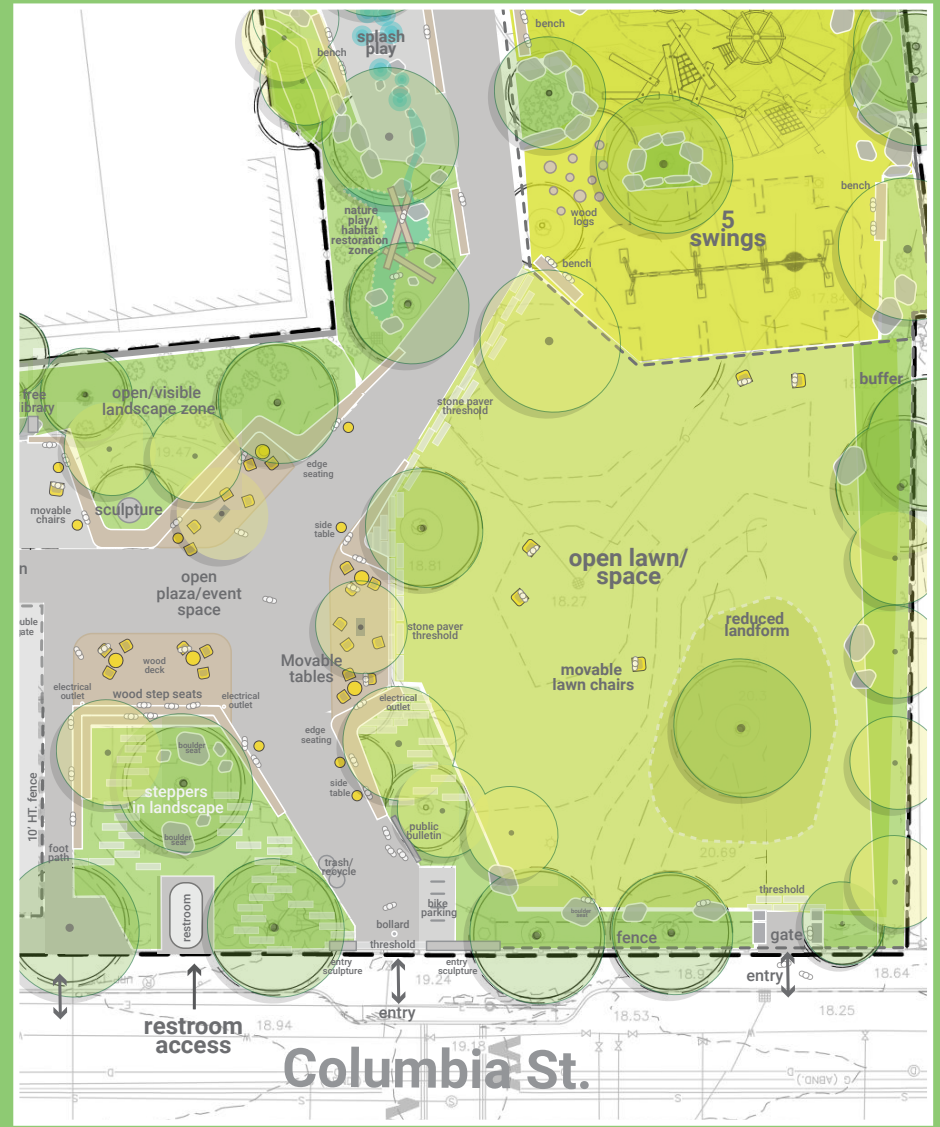 splash
play
bench
bench
nature
play/
habitat
restoration
zone
wood
logs
bench
5
swings
bench
17.84
free
library
open/visible
landscape zone
19.47
stone paver
threshold
buffer
edge
seating
movable
chairs
sculpture
side
table
18.81
open
plaza/event
space
open lawn/
space
18.27
stone paver
threshold
reduced
landform
Movable
tables
movable
lawn chairs
wood
deck
electrical
outlet
wood step seats
electrical
outlet
electrical
outlet
edge
seating
boulder
seat
steppers
in landscape
side
table
10' HT. fence
boulder
seat
public
bulletin
foot
path
20.69
trash/
recycle
restroom
bike
parking
bollard
threshold
boulder
seat
fence
threshold
gate
entry
sculpture
entry
sculpture
19.24
18.97
entry
18.64
entry
restroom
access
18.94
18.53
18.25
19.18
Columbia St.
G (ABND.)